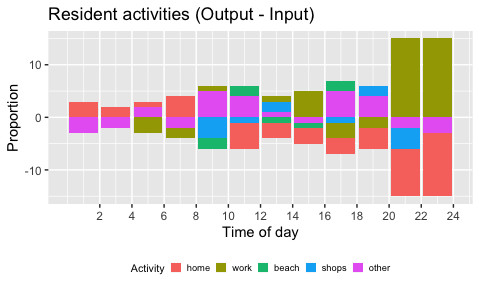 Resident activities (Output - Input)
Proportion
10
0
-10
2 4 6 8 10 12 14 16 18 20 22 24
Time of day
Activity home work beach shops other